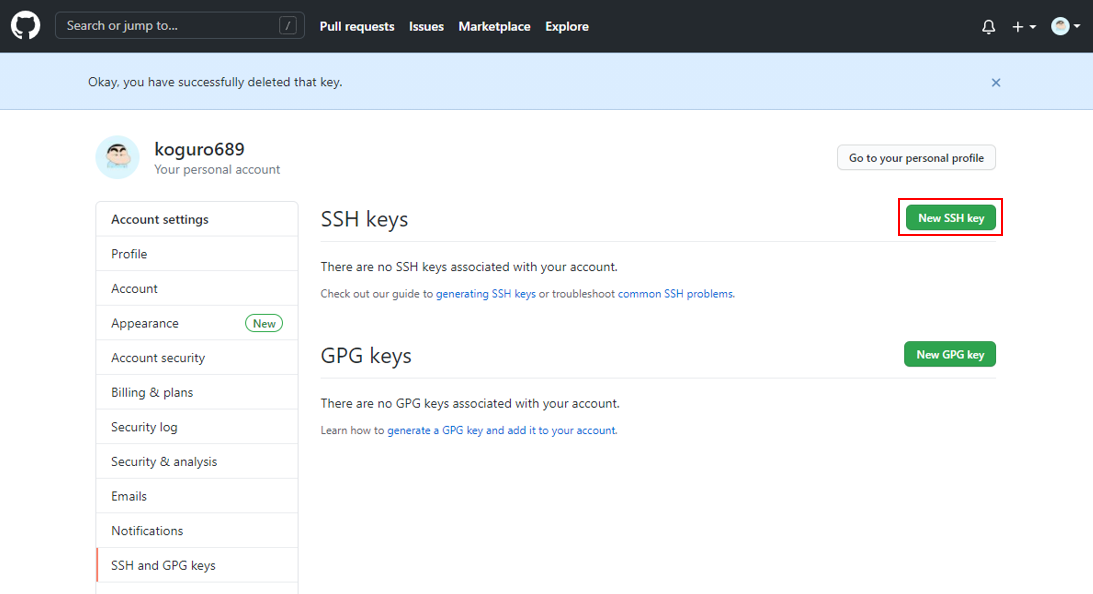 Search or jump to... /
Pull requests Issues Marketplace Explore
Okay, you have successfully deleted that key.
koguro689
Your personal account
Go to your personal profile
Account settings
Profile
Account
Appearance New
Account security
Billing & plans
Security log
Security & analysis
Emails
Notifications
SSH and GPG keys
SSH keys
New SSH key
There are no SSH keys associated with your account.
Check out our guide to generating SSH keys or troubleshoot common SSH problems.
GPG keys
New GPG key
There are no GPG keys associated with your account.
Learn how to generate a GPG key and add it to your account.